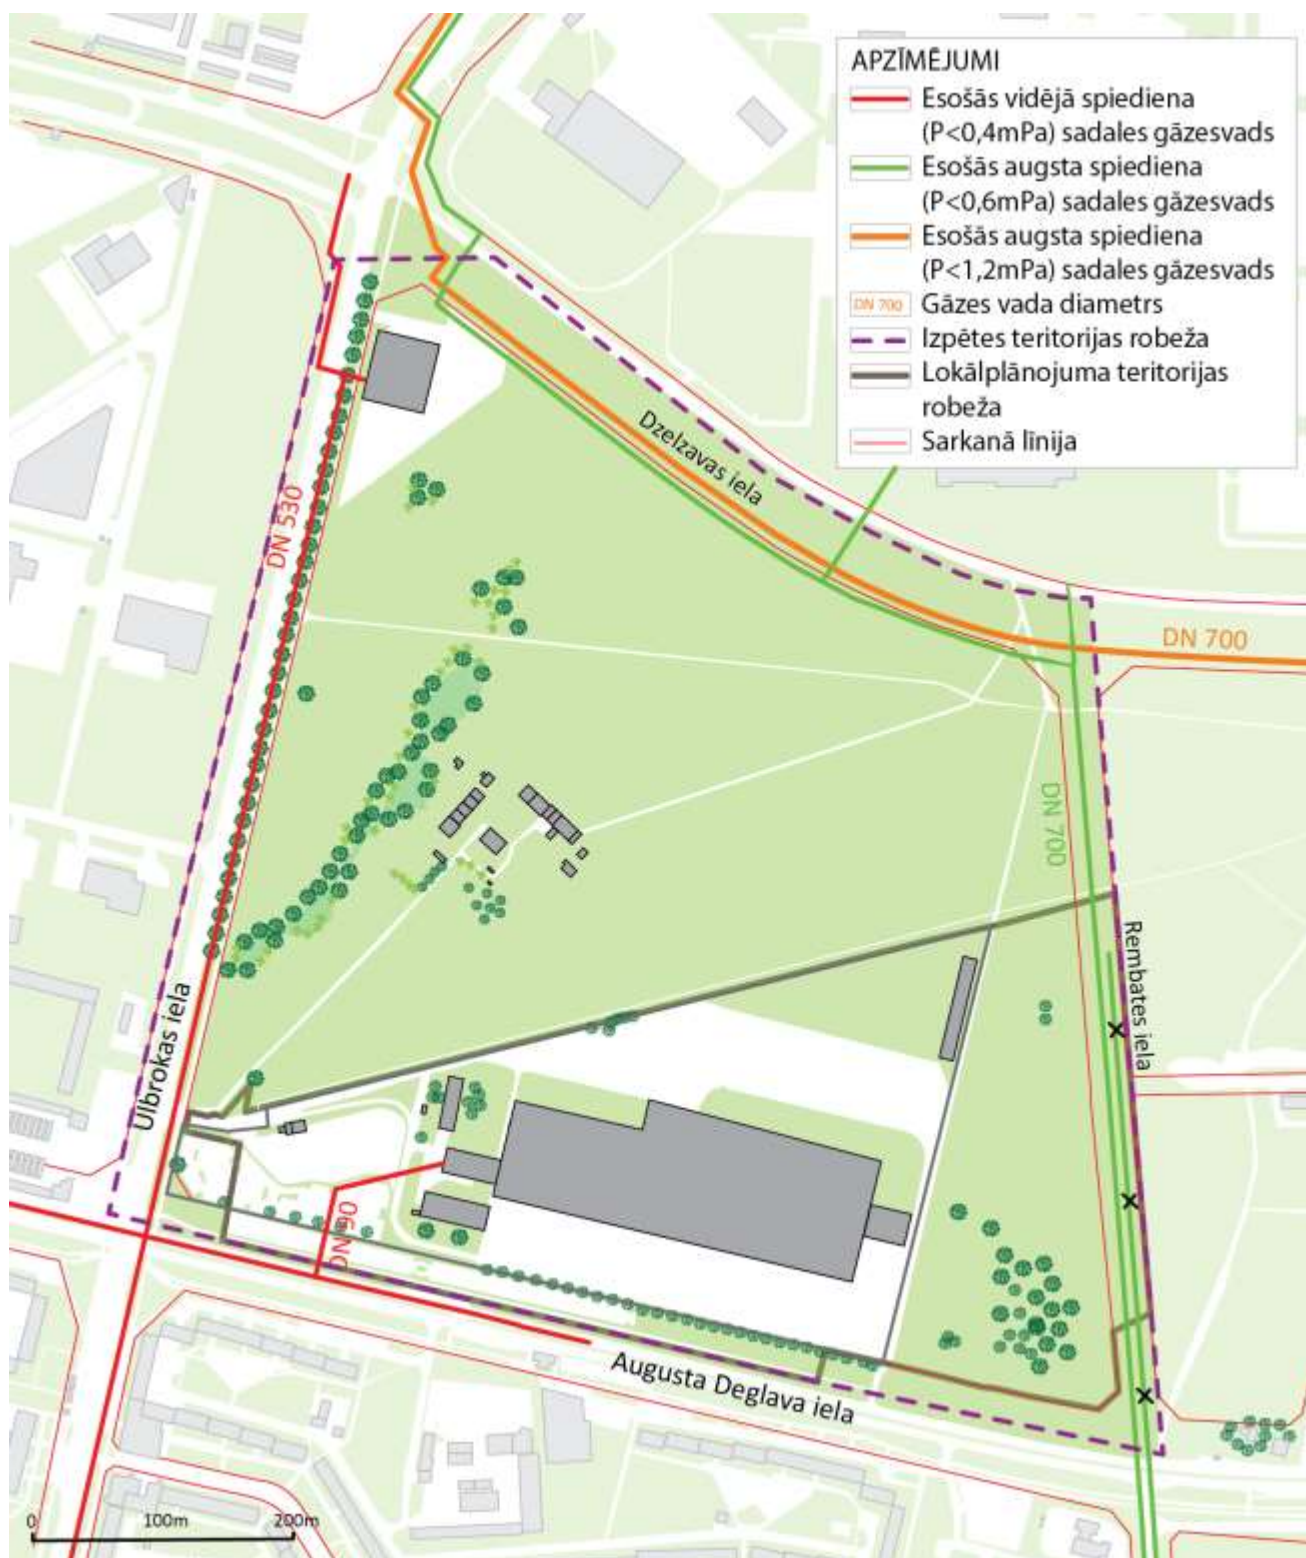 APZĪMĒJUMI
Esošās vidējā spiediena
(P<0,4mPa) sadales gāzesvads
Esošās augsta spiediena
(P<0,6mPa) sadales gāzesvads
Esošās augsta spiediena
(P<1,2mPa) sadales gāzesvads
DN 700 Gāzes vada diametrs
Izpētes teritorijas robeža
Lokālplānojuma teritorijas
robeža
Sarkanā līnija
Dzelzavas iela
DN 530
DN 700
DN 700
Rembates iela
Ulbrokas iela
DN 90
Augusta Deglava iela
0 100m 200m